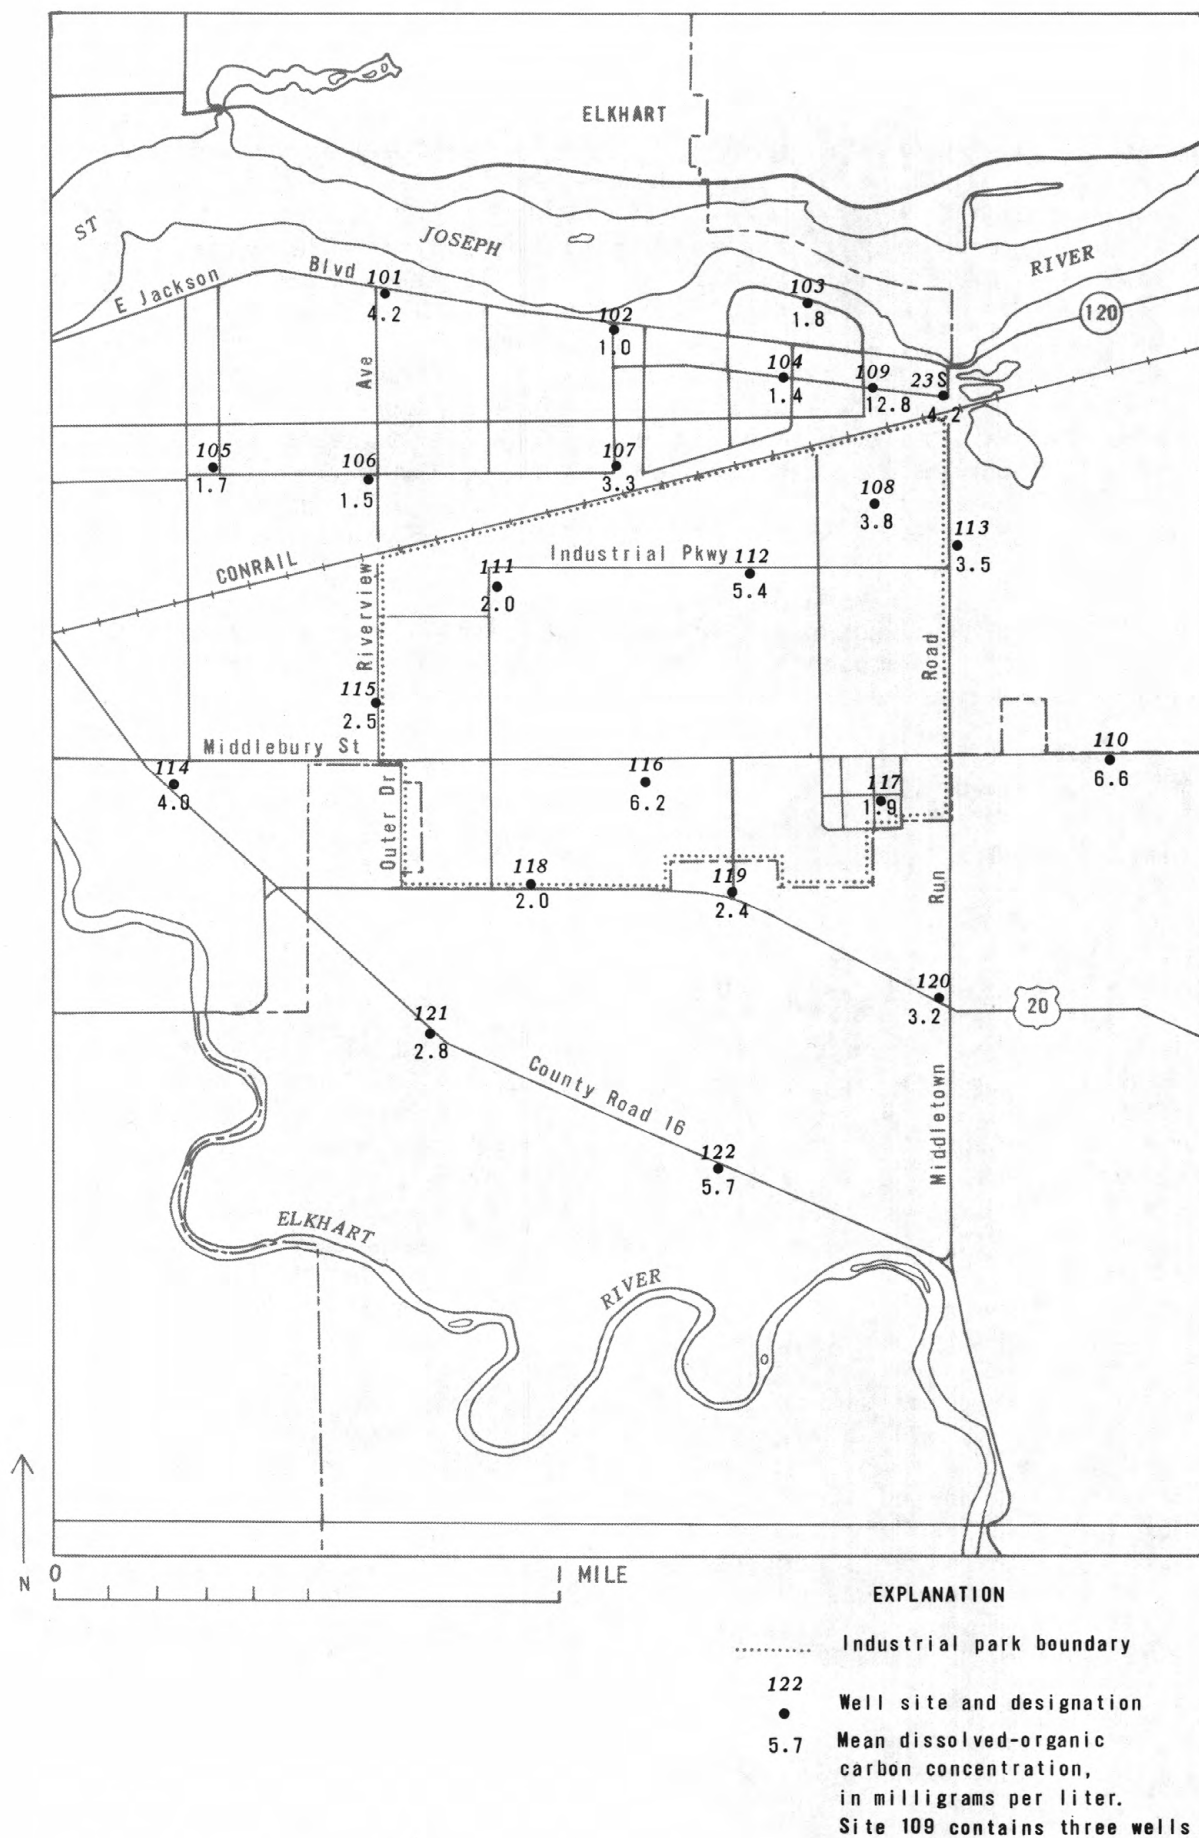 ELKHART
ST
JOSEPH
RIVER
E Jackson
Blvd
101
4.2
103
1.8
120
102
1.0
Ave
104
1.4
109
12.8
23S
4.2
105
1.7
106
1.5
107
3.3
108
3.8
113
3.5
CONRAIL
Industrial Pkwy
112
5.4
111
2.0
Riverview
Road
115
2.5
Middlebury St
110
6.6
114
4.0
116
6.2
117
1.9
Outer Dr
118
2.0
119
2.4
Run
120
3.2
20
121
2.8
County Road 16
Middletown
122
5.7
ELKHART
RIVER
N
0
1 MILE
EXPLANATION
Industrial park boundary
122
Well site and designation
5.7
Mean dissolved-organic
carbon concentration,
in milligrams per liter.
Site 109 contains three wells